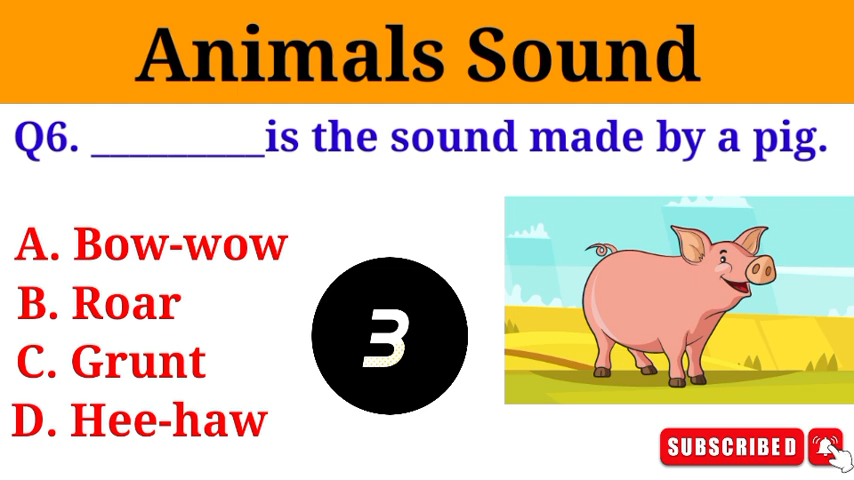 Animals Sound
Q6. _________is the sound made by a pig.
A. Bow-wow
B. Roar
C. Grunt
D. Hee-haw
3
SUBSCRIBED